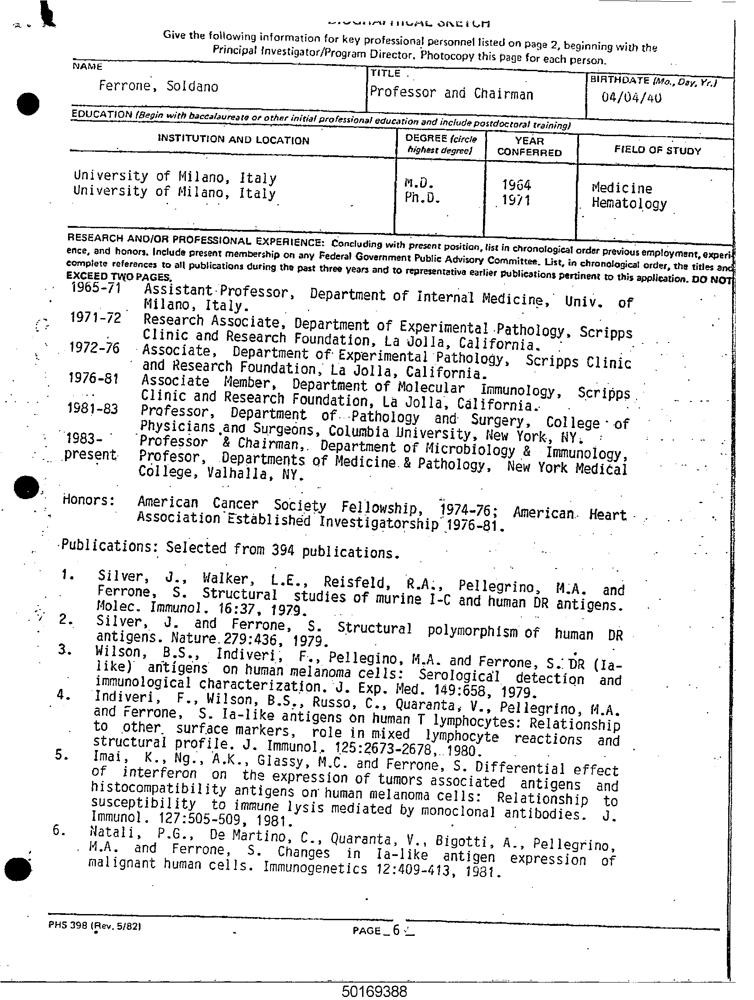 BIOGRAPHICAL SKETCH
Give the following information for key professional personnel listed on page 2, beginning with the
Principal Investigator/Program Director. Photocopy this page for each person.
NAME
TITLE
BIRTHDATE (Mo., Day, Yr.)
Ferrone, Soldano
Professor and Chairman
04/04/40
EDUCATION (Begin with baccalaureate or other initial professional education and include postdoctoral training)
INSTITUTION AND LOCATION
DEGREE (circle highest degree)
YEAR CONFERRED
FIELD OF STUDY
University of Milano, Italy M.D. 1964 Medicine
University of Milano, Italy Ph.D. 1971 Hematology
RESEARCH AND/OR PROFESSIONAL EXPERIENCE: Concluding with present position, list in chronological order previous employment, experi-
ence, and honors. Include present membership on any Federal Government Public Advisory Committee. List, in chronological order, the titles and
complete references to all publications during the past three years and to representative earlier publications pertinent to this application. DO NOT
EXCEED TWO PAGES.
1965-71 Assistant Professor, Department of Internal Medicine, Univ. of
Milano, Italy.
1971-72 Research Associate, Department of Experimental Pathology, Scripps
Clinic and Research Foundation, La Jolla, California.
1972-76 Associate, Department of Experimental Pathology, Scripps Clinic
and Research Foundation, La Jolla, California.
1976-81 Associate Member, Department of Molecular Immunology, Scripps
Clinic and Research Foundation, La Jolla, California.
1981-83 Professor, Department of Pathology and Surgery, College of
Physicians and Surgeons, Columbia University, New York, NY.
1983- Professor & Chairman, Department of Microbiology & Immunology,
present Profesor, Departments of Medicine & Pathology, New York Medical
College, Valhalla, NY.
Honors: American Cancer Society Fellowship, 1974-76; American Heart
Association Established Investigatorship 1976-81.
Publications: Selected from 394 publications.
1. Silver, J., Walker, L.E., Reisfeld, R.A., Pellegrino, M.A. and
Ferrone, S. Structural studies of murine I-C and human DR antigens.
Molec. Immunol. 16:37, 1979.
2. Silver, J. and Ferrone, S. Structural polymorphism of human DR
antigens. Nature 279:436, 1979.
3. Wilson, B.S., Indiveri, F., Pellegino, M.A. and Ferrone, S. DR (Ia-
like) antigens on human melanoma cells: Serological detection and
immunological characterization. J. Exp. Med. 149:658, 1979.
4. Indiveri, F., Wilson, B.S., Russo, C., Quaranta, V., Pellegrino, M.A.
and Ferrone, S. Ia-like antigens on human T lymphocytes: Relationship
to other surface markers, role in mixed lymphocyte reactions and
structural profile. J. Immunol. 125:2673-2678, 1980.
5. Imai, K., Ng., A.K., Glassy, M.C. and Ferrone, S. Differential effect
of interferon on the expression of tumors associated antigens and
histocompatibility antigens on human melanoma cells: Relationship to
susceptibility to immune lysis mediated by monoclonal antibodies. J.
Immunol. 127:505-509, 1981.
6. Natali, P.G., De Martino, C., Quaranta, V., Bigotti, A., Pellegrino,
M.A. and Ferrone, S. Changes in Ia-like antigen expression of
malignant human cells. Immunogenetics 12:409-413, 1981.
PHS 398 (Rev. 5/82)
PAGE 6
50169388